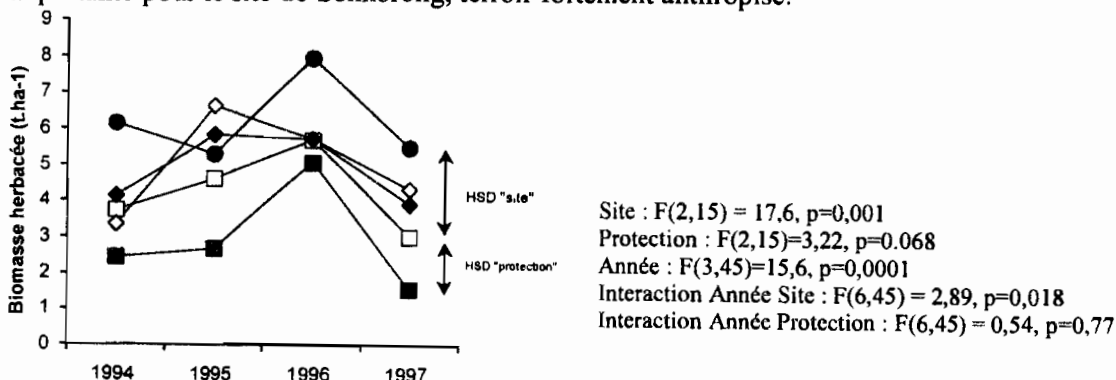 9
8
7
6
5
4
3
2
1
0
Biomasse herbacée (t.ha-1)
1994 1995 1996 1997
HSD "site"
HSD "protection"
Site : F(2,15) = 17,6, p=0,001
Protection : F(2,15)=3,22, p=0.068
Année : F(3,45)=15,6, p=0,0001
Interaction Année Site : F(6,45) = 2,89, p=0,018
Interaction Année Protection : F(6,45) = 0,54, p=0,77